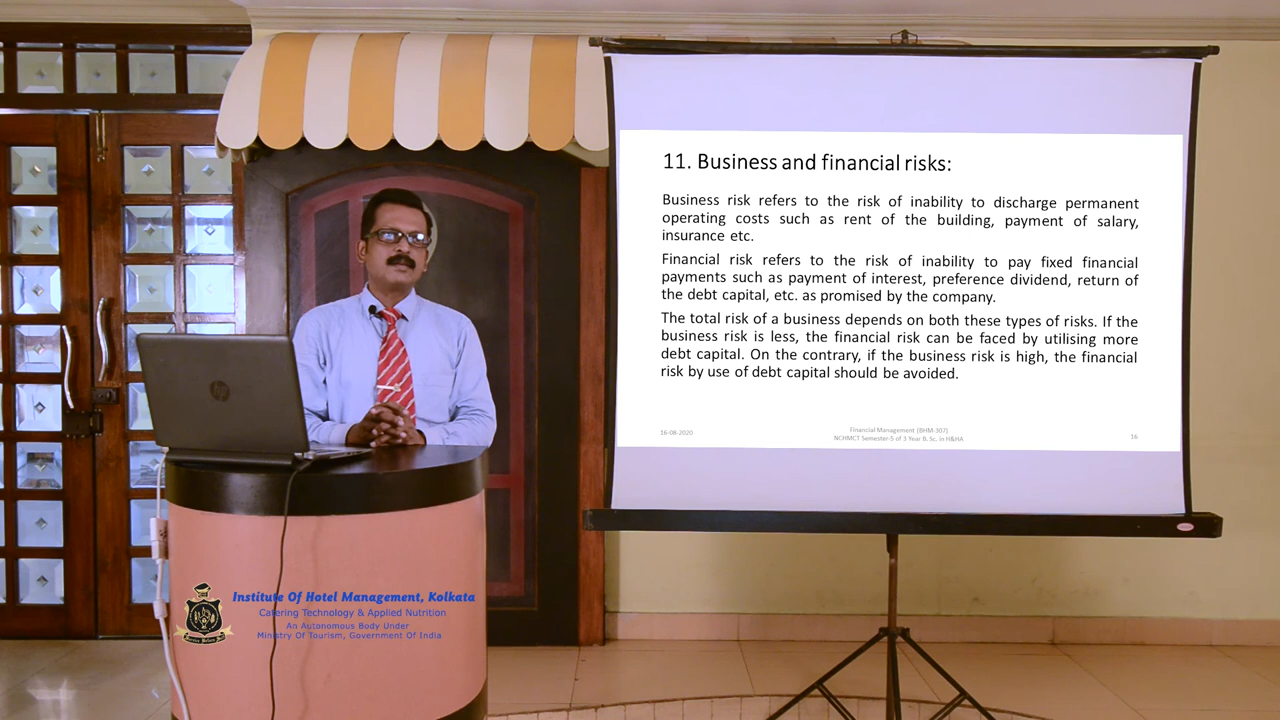 11. Business and financial risks:
Business risk refers to the risk of inability to discharge permanent
operating costs such as rent of the building, payment of salary,
insurance etc.
Financial risk refers to the risk of inability to pay fixed financial
payments such as payment of interest, preference dividend, return of
the debt capital, etc. as promised by the company.
The total risk of a business depends on both these types of risks. If the
business risk is less, the financial risk can be faced by utilising more
debt capital. On the contrary, if the business risk is high, the financial
risk by use of debt capital should be avoided.
16-08-2020
Financial Management (BHM-307)
NCHMCT Semester-5 of 3 Year B. Sc. in H&HA
16
hp
Institute Of Hotel Management, Kolkata
Catering Technology & Applied Nutrition
An Autonomous Body Under
Ministry Of Tourism, Government Of India